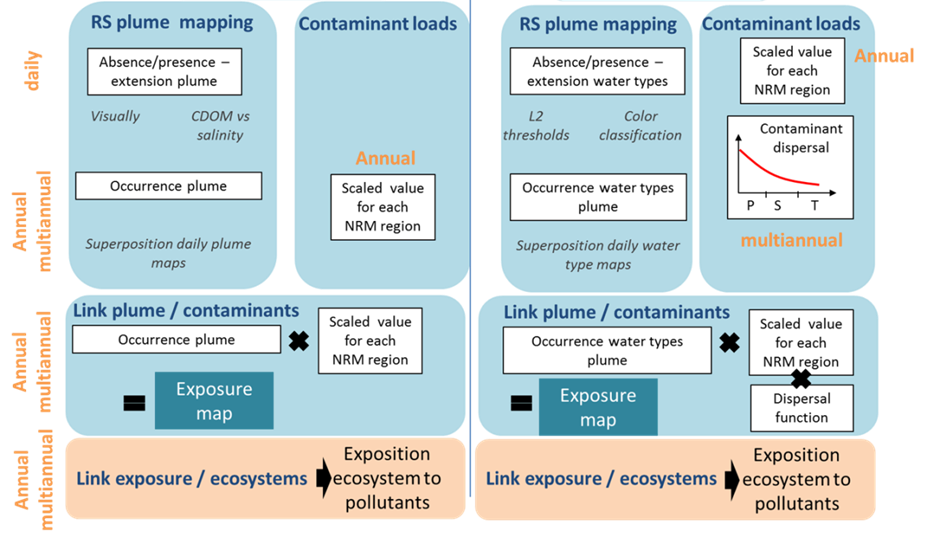 RS plume mapping
Contaminant loads
daily
Absence/presence –
extension plume
Visually
CDOM vs
salinity
Annual
multiannual
Occurrence plume
Superposition daily plume
maps
Annual
Scaled value
for each
NRM region
Annual
multiannual
Link plume / contaminants
Occurrence plume
Scaled value
for each
NRM region
Exposure
map
Annual
multiannual
Link exposure / ecosystems
Exposition
ecosystem to
pollutants
RS plume mapping
Contaminant loads
Absence/presence –
extension water types
L2
thresholds
Color
classification
Occurrence water types
plume
Superposition daily water
type maps
Scaled value
for each
NRM region
Annual
Contaminant
dispersal
P S T
multiannual
Link plume / contaminants
Occurrence water types
plume
Scaled value
for each
NRM region
Dispersal
function
Exposure
map
Link exposure / ecosystems
Exposition
ecosystem to
pollutants